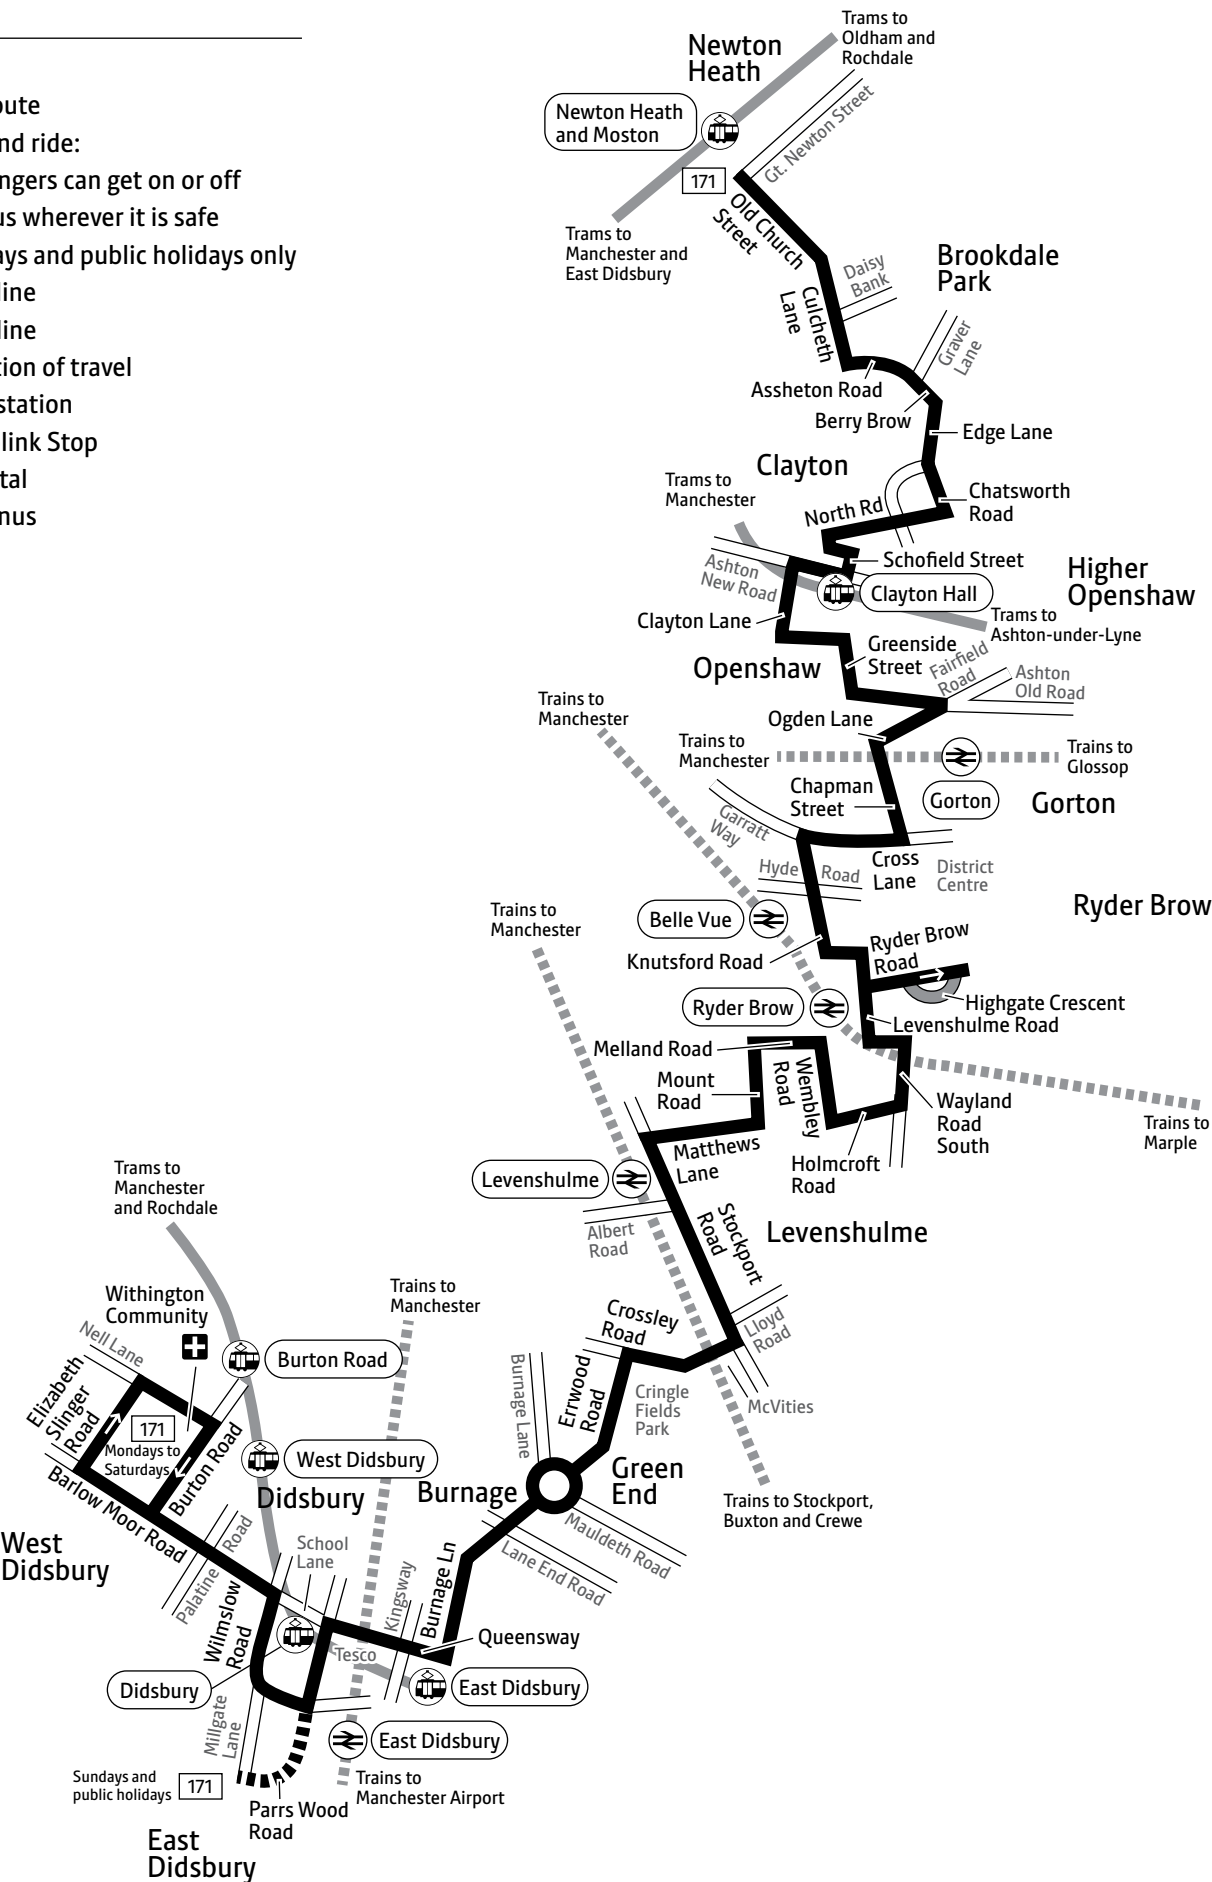 oute
nd ride:
ngers can get on or off
us wherever it is safe
ays and public holidays only
line
line
tion of travel
station
link Stop
tal
nus
Trams to
Oldham and
Rochdale
Newton
Heath
Newton Heath
and Moston
Gt. Newton Street
171
Old Church
Street
Trams to
Manchester and
East Didsbury
Daisy
Bank
Brookdale
Park
Culcheth
Lane
Graver
Lane
Assheton Road
Berry Brow
Edge Lane
Clayton
Trams to
Manchester
Chatsworth
Road
North Rd
Schofield Street
Ashton
New Road
Clayton Hall
Higher
Openshaw
Clayton Lane
Trams to
Ashton-under-Lyne
Greenside
Street
Openshaw
Fairfield
Road
Ashton
Old Road
Trains to
Manchester
Ogden Lane
Trains to
Manchester
Trains to
Glossop
Chapman
Street
Gorton
Gorton
Garratt
Way
Hyde Road
Cross
Lane
District
Centre
Ryder Brow
Trains to
Manchester
Belle Vue
Knutsford Road
Ryder Brow
Road
Ryder Brow
Highgate Crescent
Levenshulme Road
Melland Road
Mount
Road
Wembley
Road
Wayland
Road
South
Trains to
Marple
Matthews
Lane
Holmcroft
Road
Levenshulme
Albert
Road
Stockport
Road
Levenshulme
Trams to
Manchester
and Rochdale
Withington
Community
Trains to
Manchester
Crossley
Road
Lloyd
Road
Nell Lane
Burton Road
Burnage Lane
Errwood
Road
Cringle
Fields
Park
McVities
Elizabeth
Slinger
Road
171
Mondays to
Saturdays
Burton Road
West Didsbury
Didsbury
Burnage
Green
End
Barlow Moor Road
Trains to Stockport,
Buxton and Crewe
West
Didsbury
Palatine
Road
School
Lane
Mauldeth Road
Lane End Road
Kingsway
Burnage Ln
Wilmslow
Road
Queensway
Tesco
Didsbury
East Didsbury
Millgate
Lane
East Didsbury
Sundays and
public holidays
171
Trains to
Manchester Airport
Parrs Wood
Road
East
Didsbury